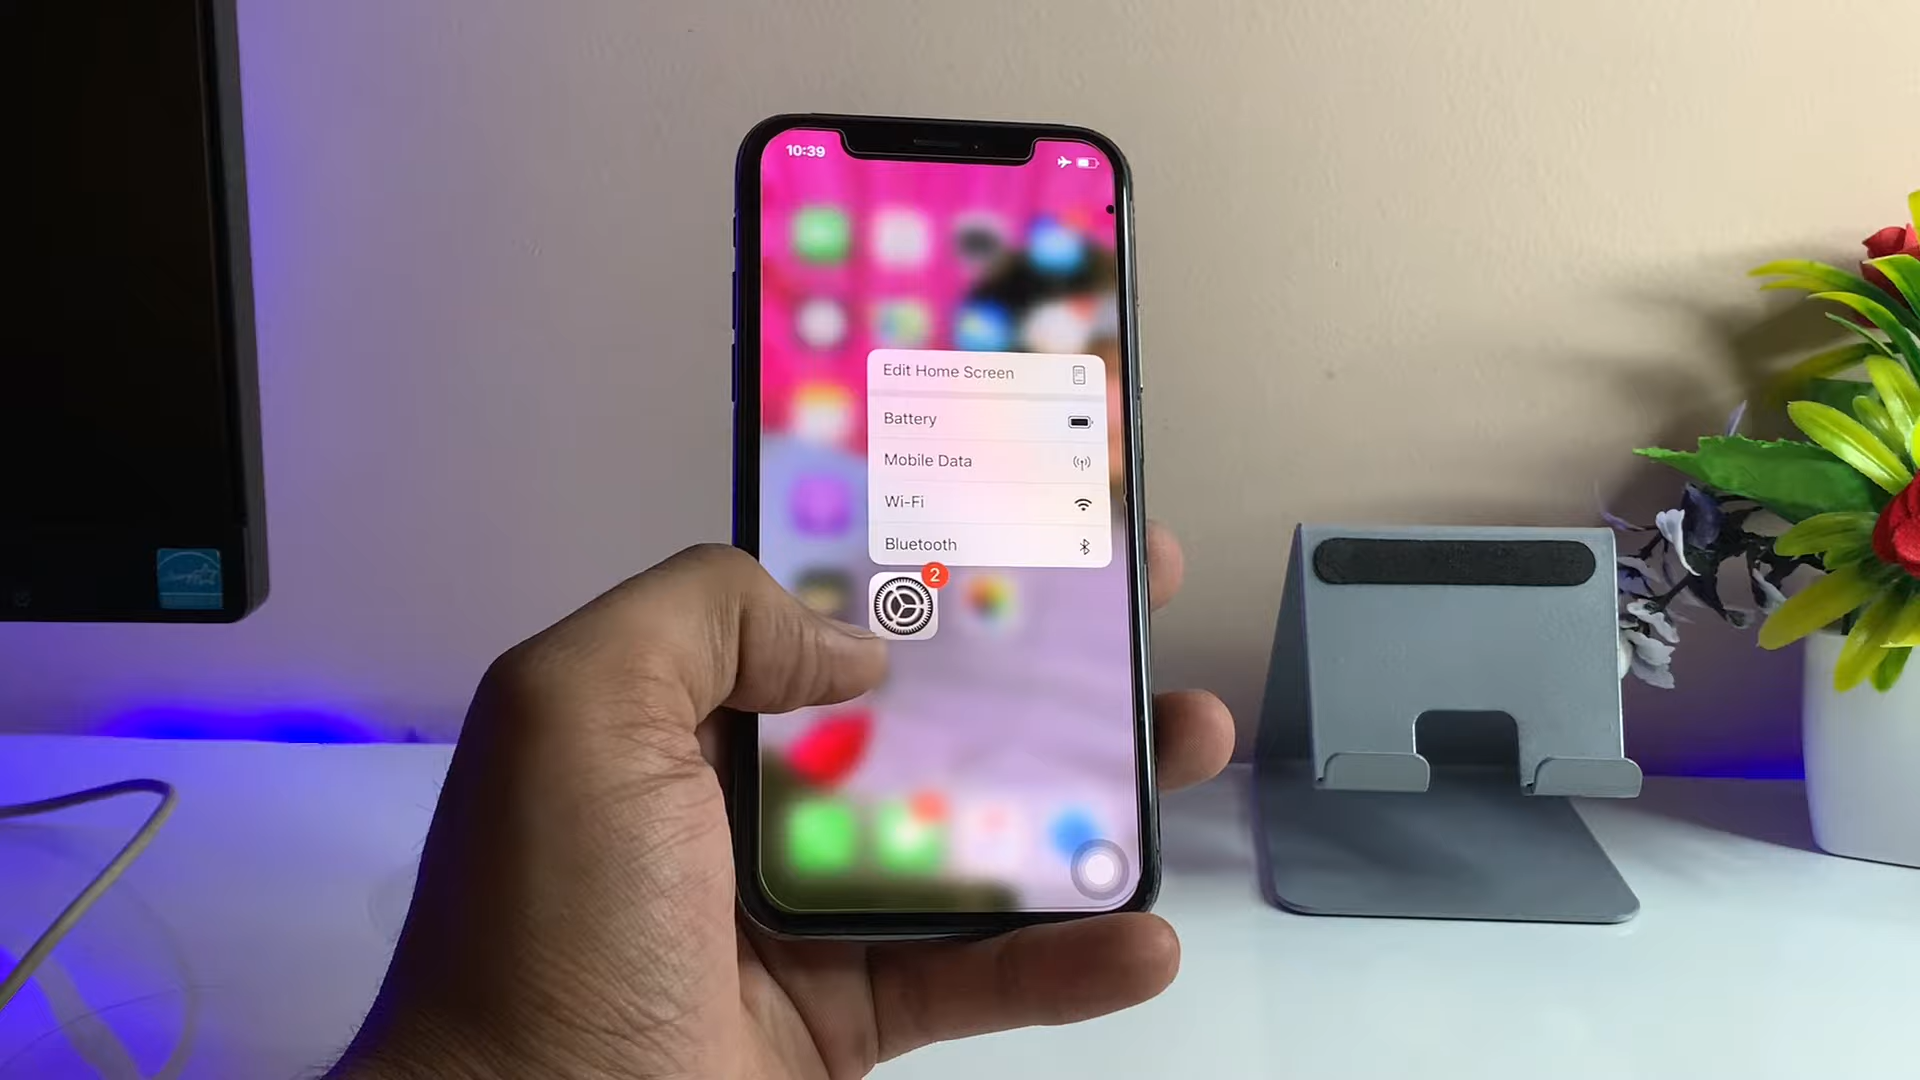 10:39
Edit Home Screen
Battery
Mobile Data
Wi-Fi
Bluetooth
2